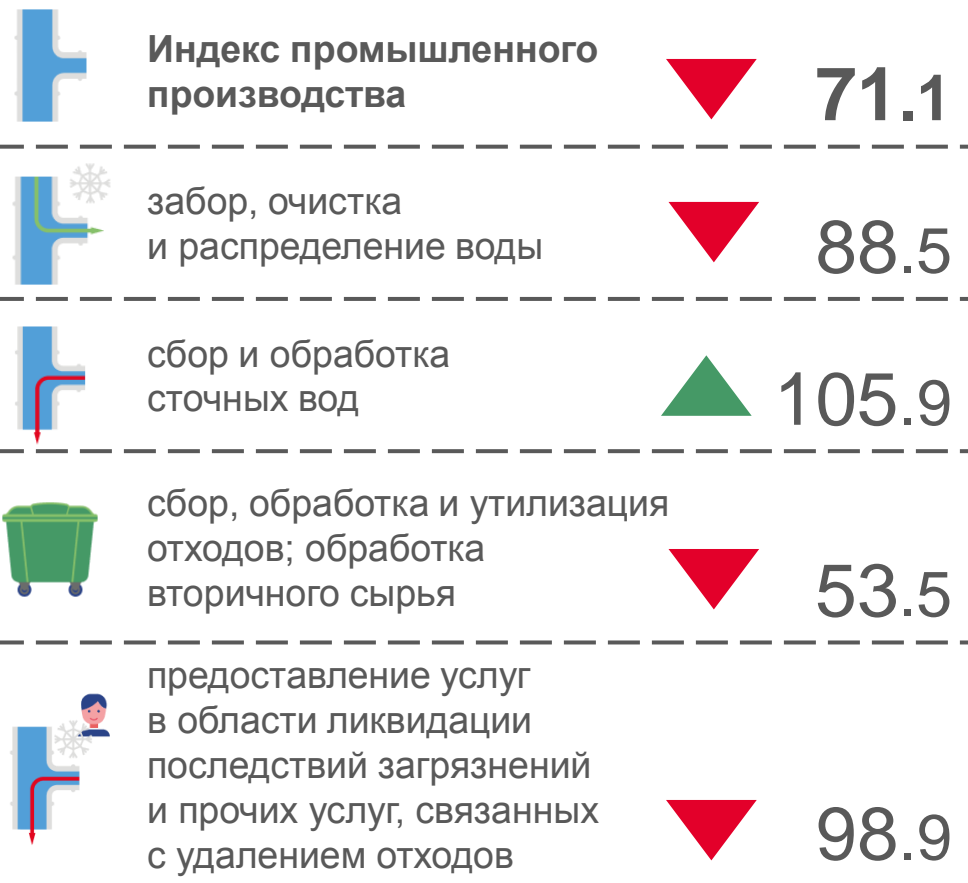 Индекс промышленного
производства
71.1
забор, очистка
и распределение воды
88.5
сбор и обработка
сточных вод
105.9
сбор, обработка и утилизация
отходов; обработка
вторичного сырья
53.5
предоставление услуг
в области ликвидации
последствий загрязнений
и прочих услуг, связанных
с удалением отходов
98.9